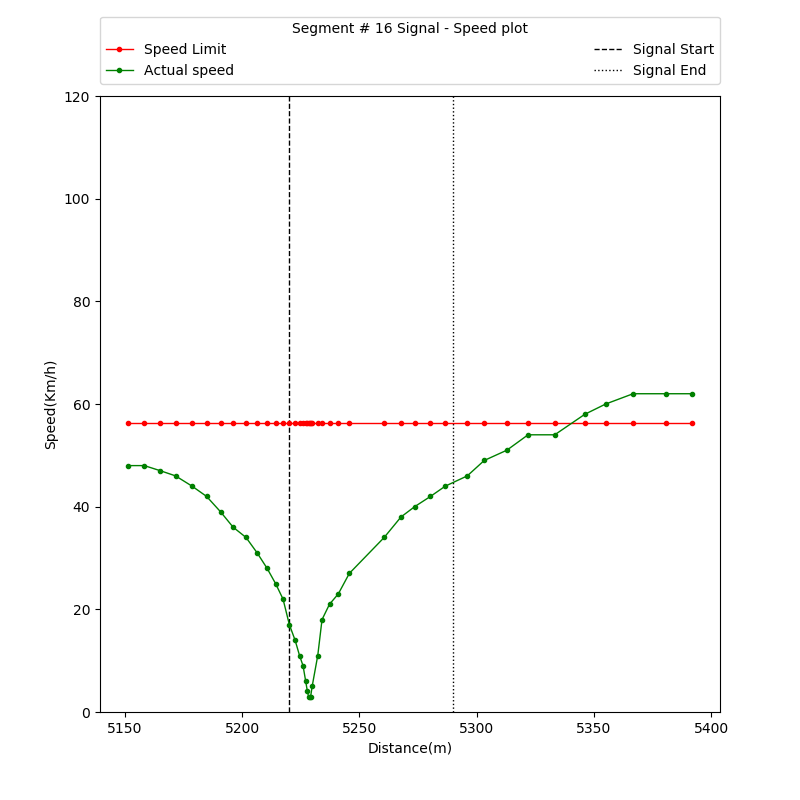 Segment # 16 Signal - Speed plot
Speed Limit
Actual speed
Signal Start
Signal End
120
100
80
60
40
20
0
Speed(Km/h)
5150 5200 5250 5300 5350 5400
Distance(m)